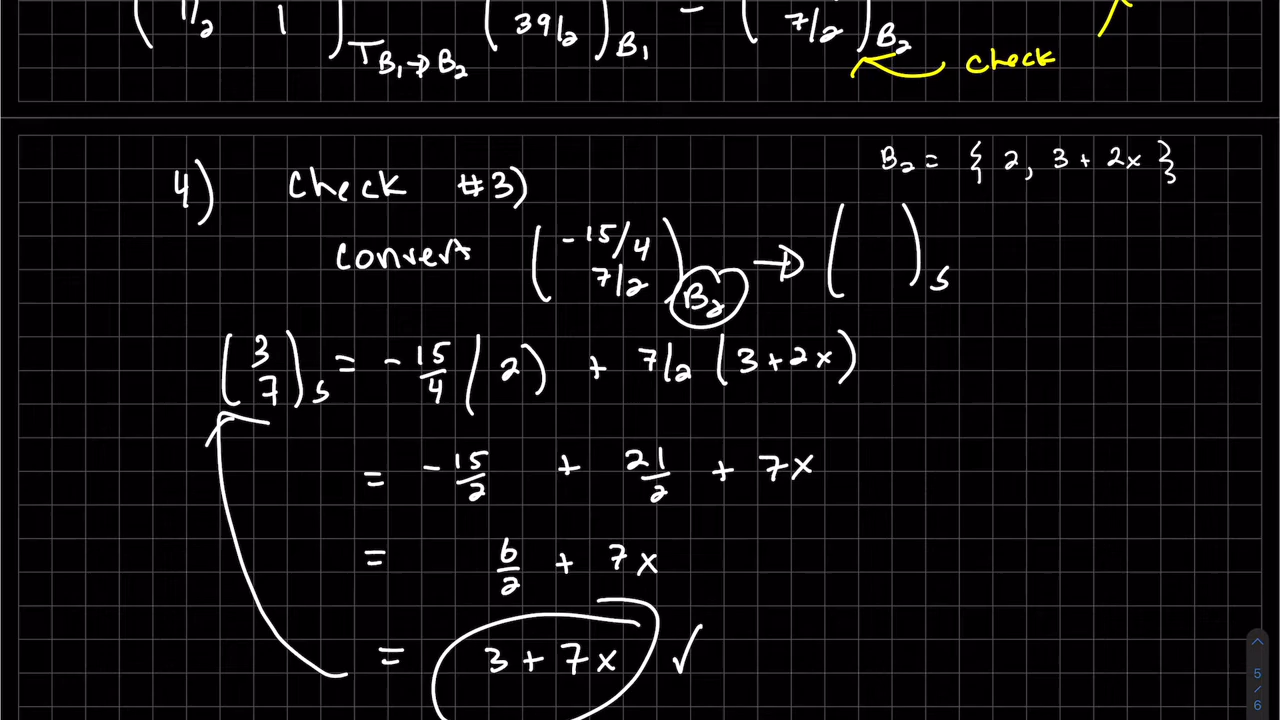 1/2 1 T B₁→B₂ 39/2 B₁ = 7/2 B₂
check
B₂ = { 2, 3 + 2x }
4) Check #3)
convert ( -15/4 7/2 ) B₂ → ( ) S
( 3 7 ) S = -15/4 ( 2 ) + 7/2 ( 3 + 2x )
= -15/2 + 21/2 + 7x
= 6/2 + 7x
= 3 + 7x ✓
5
/
6